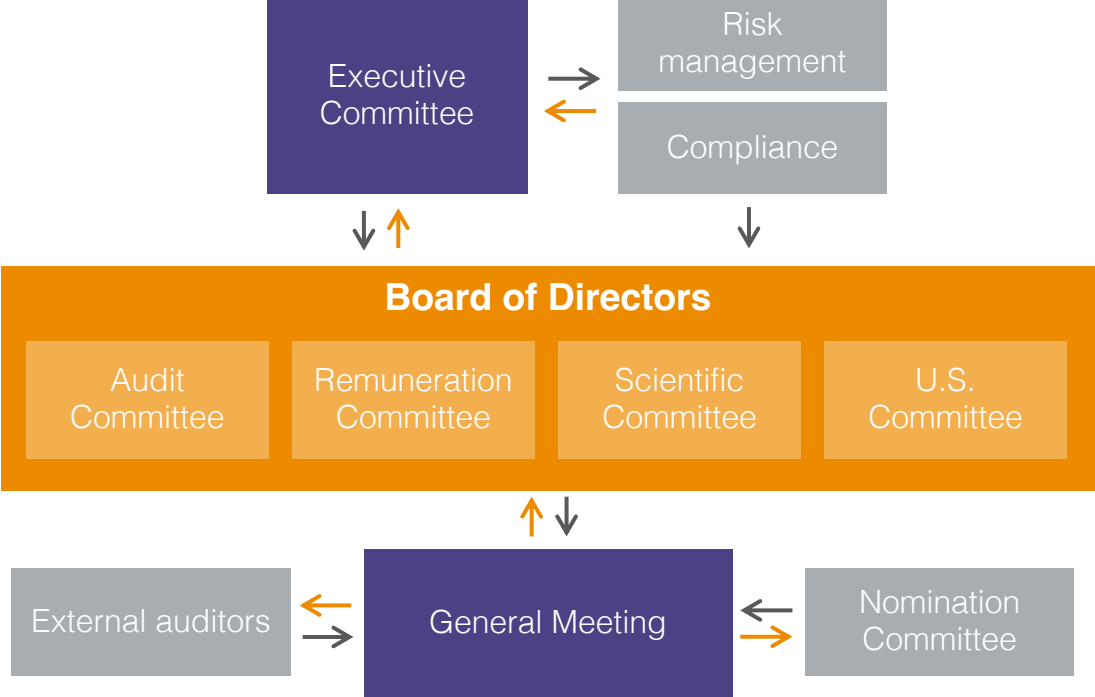 Executive
Committee
Risk
management
Compliance
Board of Directors
Audit
Committee
Remuneration
Committee
Scientific
Committee
U.S.
Committee
External auditors
General Meeting
Nomination
Committee